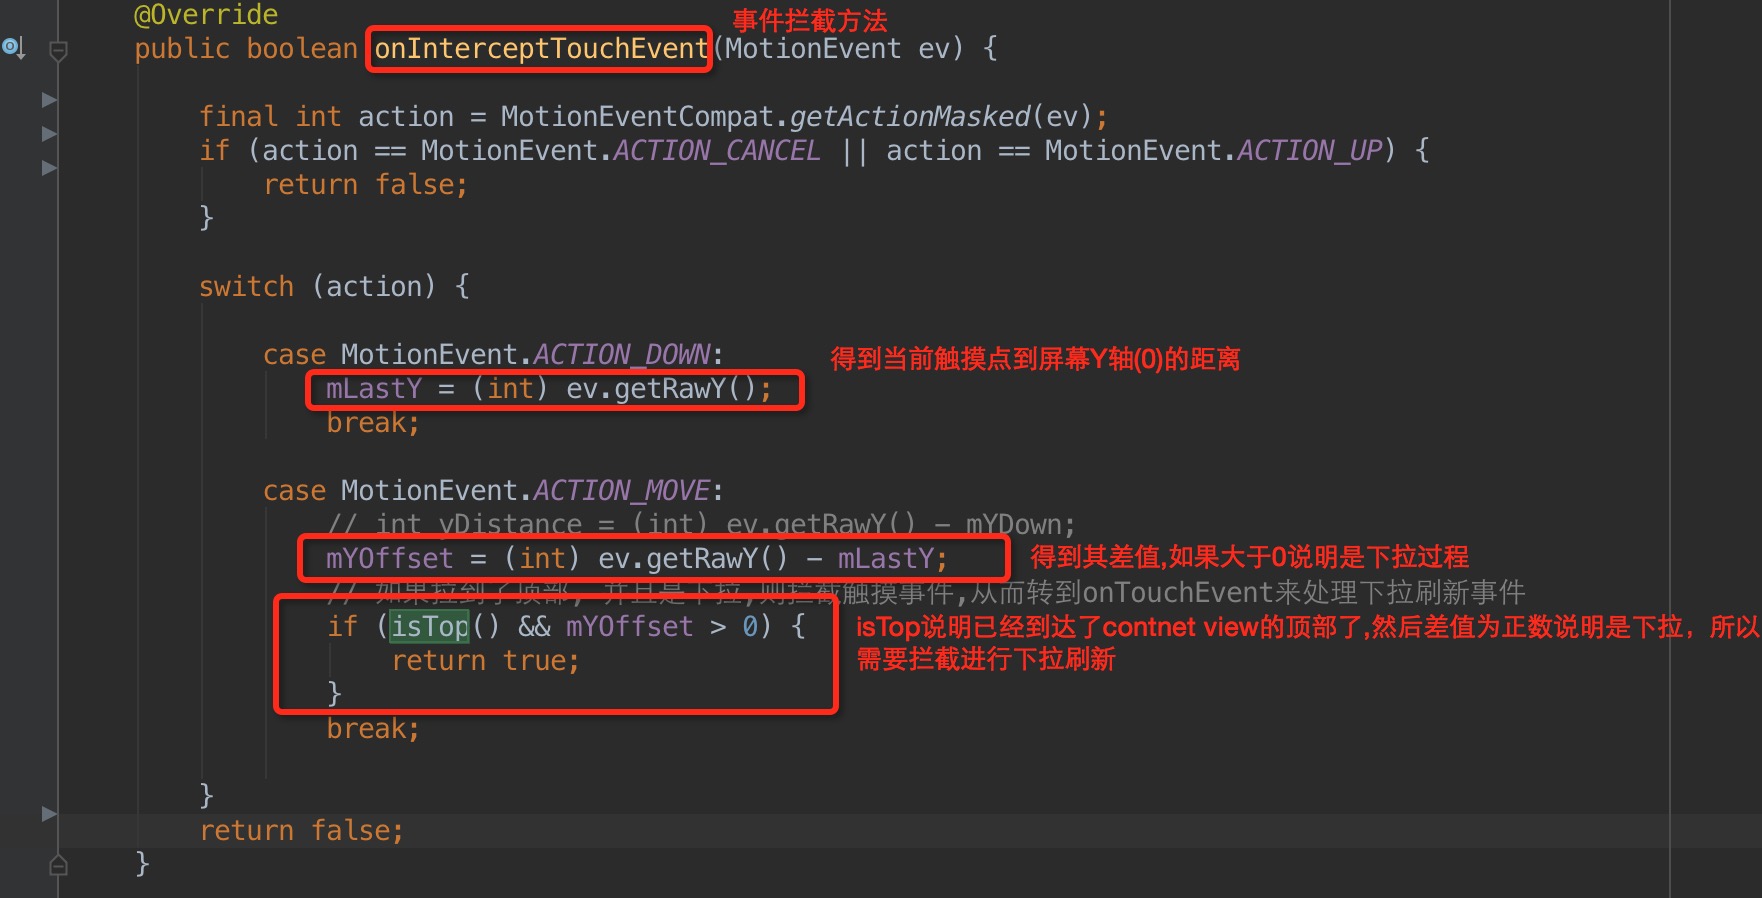 @Override
事件拦截方法
public boolean onInterceptTouchEvent(MotionEvent ev) {
final int action = MotionEventCompat.getActionMasked(ev);
if (action == MotionEvent.ACTION_CANCEL || action == MotionEvent.ACTION_UP) {
return false;
}
switch (action) {
case MotionEvent.ACTION_DOWN:
得到当前触摸点到屏幕Y轴(0)的距离
mLastY = (int) ev.getRawY();
break;
case MotionEvent.ACTION_MOVE:
// int yDistance = (int) ev.getRawY() - mYDown;
mYOffset = (int) ev.getRawY() - mLastY;
得到其差值,如果大于0说明是下拉过程
// 如果拉到了顶部, 并且是下拉,则拦截触摸事件,从而转到onTouchEvent来处理下拉刷新事件
if (isTop() && mYOffset > 0) {
isTop说明已经到达了contnet view的顶部了,然后差值为正数说明是下拉，所以
需要拦截进行下拉刷新
return true;
}
break;
}
return false;
}